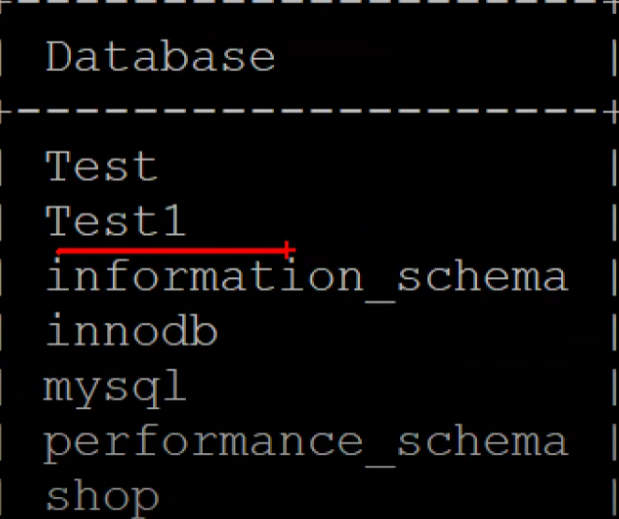 Database
Test
Test1
information_schema
innodb
mysql
performance_schema
shop